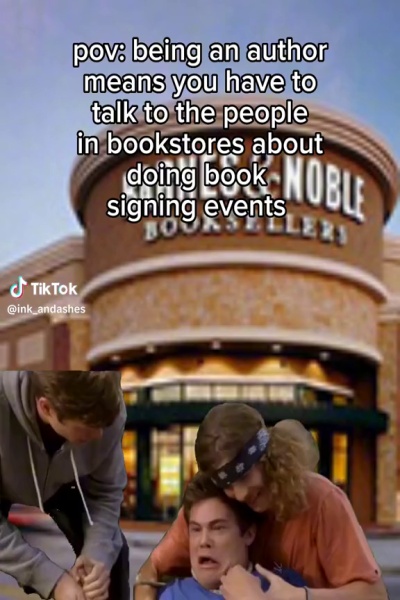 pov: being an author
means you have to
talk to the people
in bookstores about
doing book
signing events
NOBLE
BOOKSELLERS
TikTok
@ink_andashes